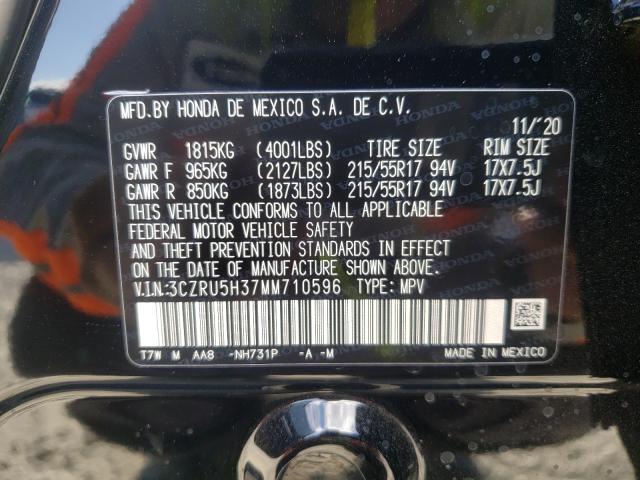 MFD.BY HONDA DE MEXICO S.A. DE C.V.
11/'20
GVWR 1815KG (4001LBS) TIRE SIZE RIM SIZE
GAWR F 965KG (2127LBS) 215/55R17 94V 17X7.5J
GAWR R 850KG (1873LBS) 215/55R17 94V 17X7.5J
THIS VEHICLE CONFORMS TO ALL APPLICABLE
FEDERAL MOTOR VEHICLE SAFETY
AND THEFT PREVENTION STANDARDS IN EFFECT
ON THE DATE OF MANUFACTURE SHOWN ABOVE.
V.I.N:3CZRU5H37MM710596 TYPE: MPV
T7W M AA8 -NH731P -A -M MADE IN MEXICO